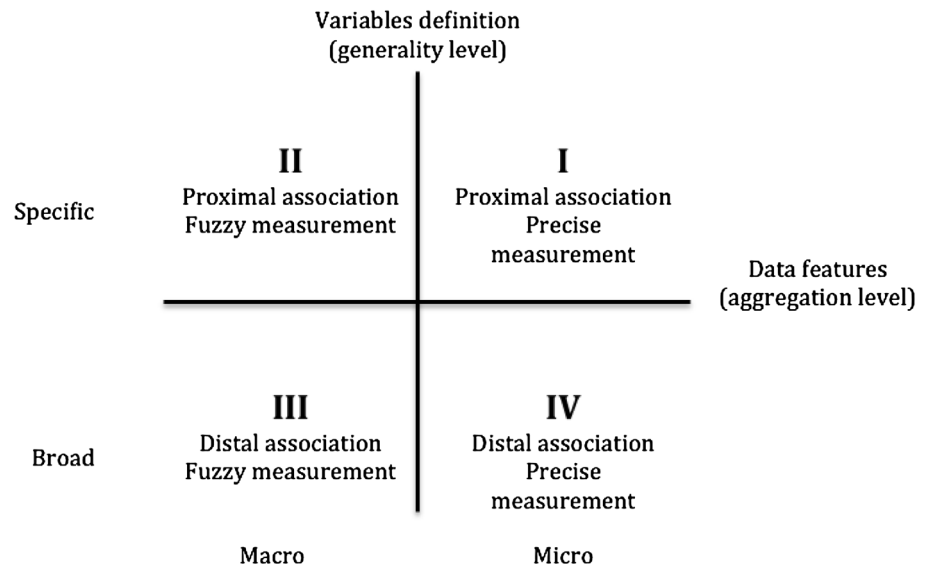 Variables definition
(generality level)
II
Proximal association
Fuzzy measurement
I
Proximal association
Precise
measurement
Specific
Data features
(aggregation level)
III
Distal association
Fuzzy measurement
IV
Distal association
Precise
measurement
Broad
Macro
Micro